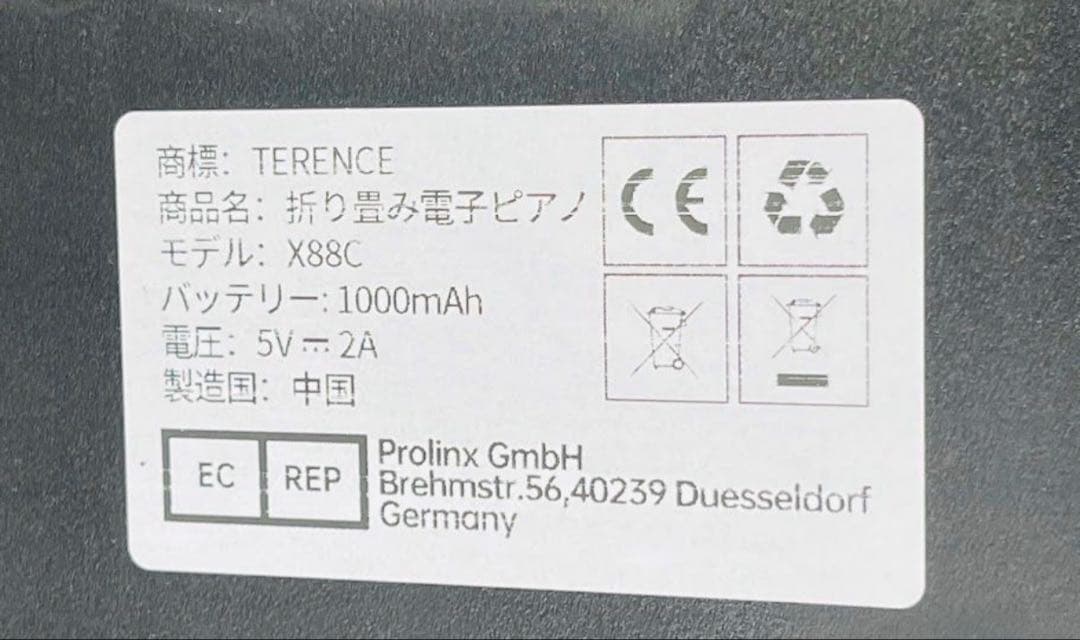 商標: TERENCE
商品名: 折り畳み電子ピアノ
モデル: X88C
バッテリー: 1000mAh
電圧: 5V⎓2A
製造国: 中国
CE
EC REP
Prolinx GmbH
Brehmstr.56,40239 Duesseldorf
Germany